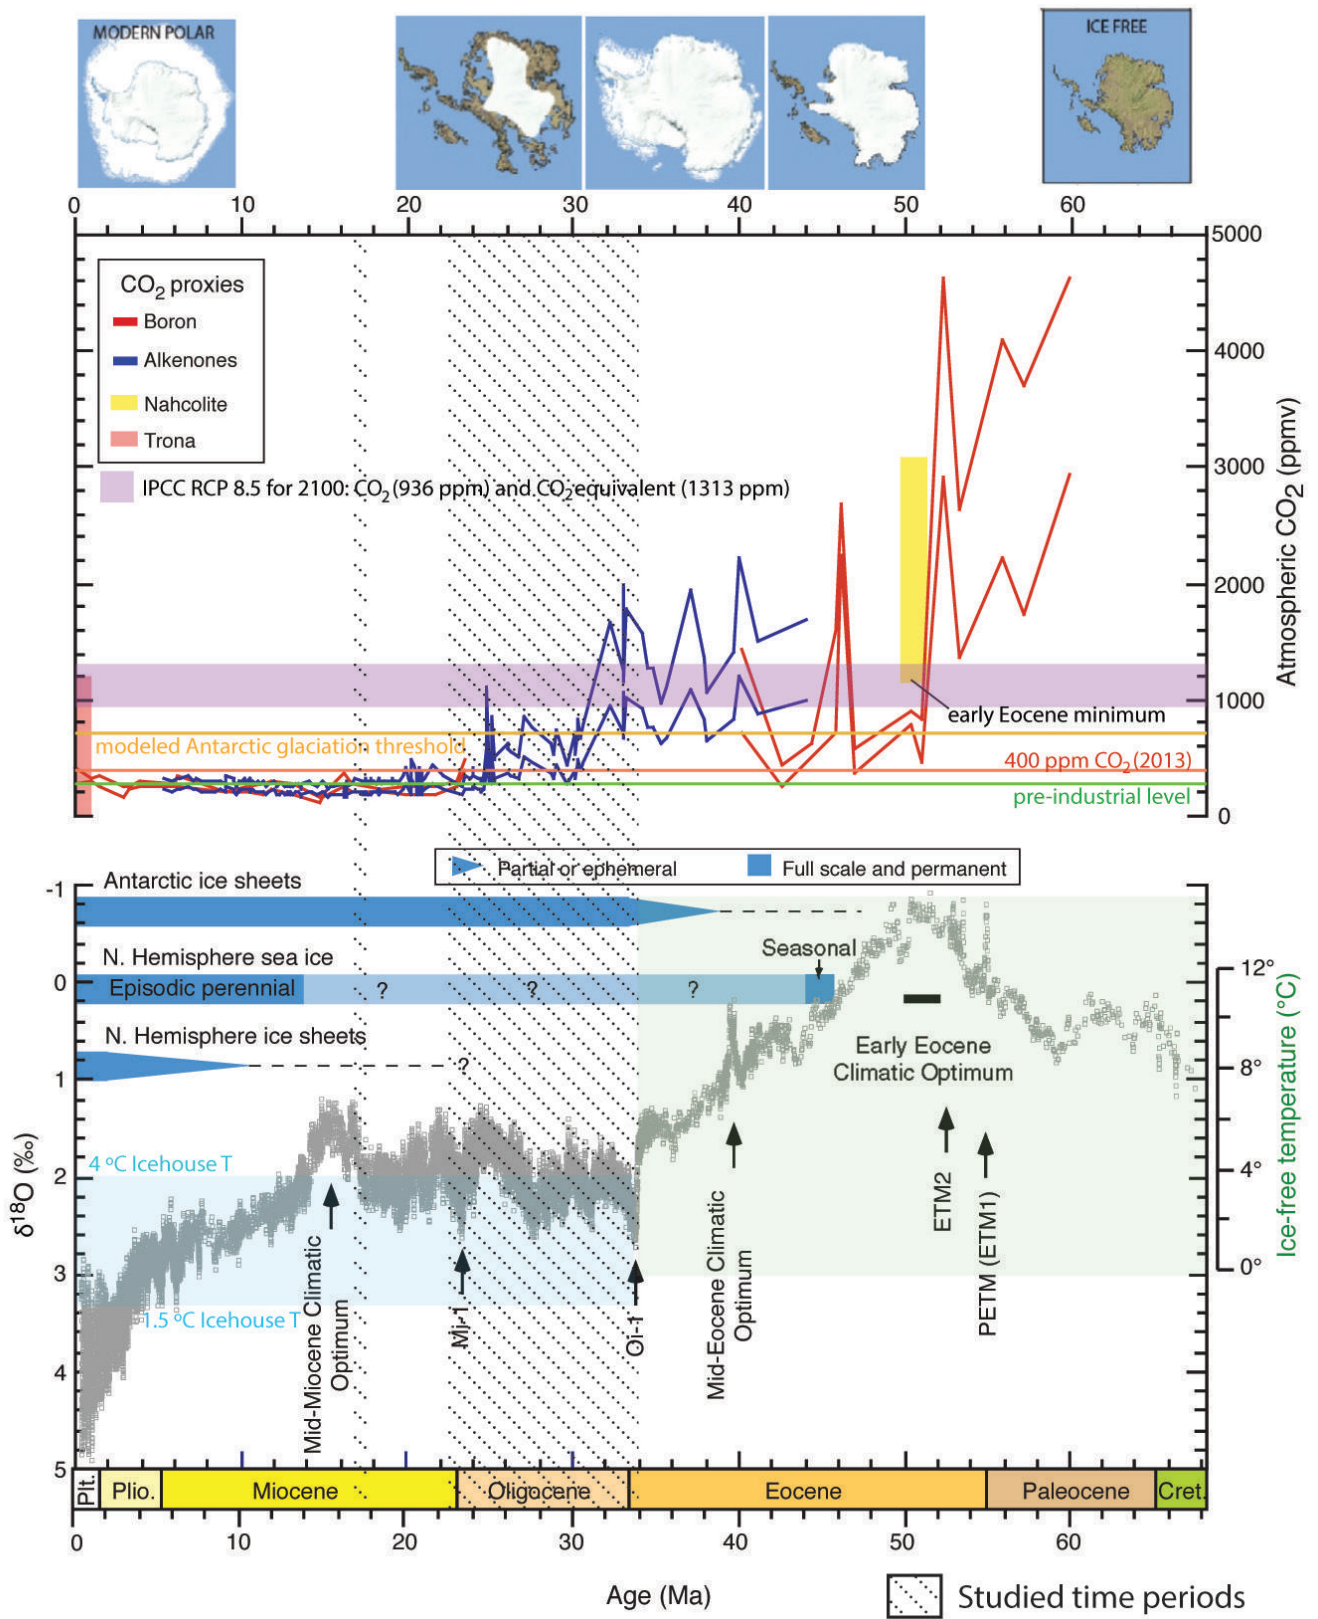 MODERN POLAR
ICE FREE
0 10 20 30 40 50 60
5000
4000
3000
2000
1000
0
Atmospheric CO2 (ppmv)
CO2 proxies
Boron
Alkenones
Nahcolite
Trona
IPCC RCP 8.5 for 2100: CO2 (936 ppm) and CO2 equivalent (1313 ppm)
early Eocene minimum
modeled Antarctic glaciation threshold
400 ppm CO2 (2013)
pre-industrial level
Partial or ephemeral
Full scale and permanent
-1
0
1
2
3
4
5
δ18O (‰)
Antarctic ice sheets
N. Hemisphere sea ice
Seasonal
Episodic perennial ? ? ?
N. Hemisphere ice sheets
?
12°
8°
4°
0°
Ice-free temperature (°C)
Early Eocene
Climatic Optimum
4 ºC Icehouse T
1.5 ºC Icehouse T
Mid-Miocene Climatic
Optimum
Mi-1
Oi-1
Mid-Eocene Climatic
Optimum
ETM2
PETM (ETM1)
Plt. Plio. Miocene Oligocene Eocene Paleocene Cret.
0 10 20 30 40 50 60
Age (Ma)
Studied time periods